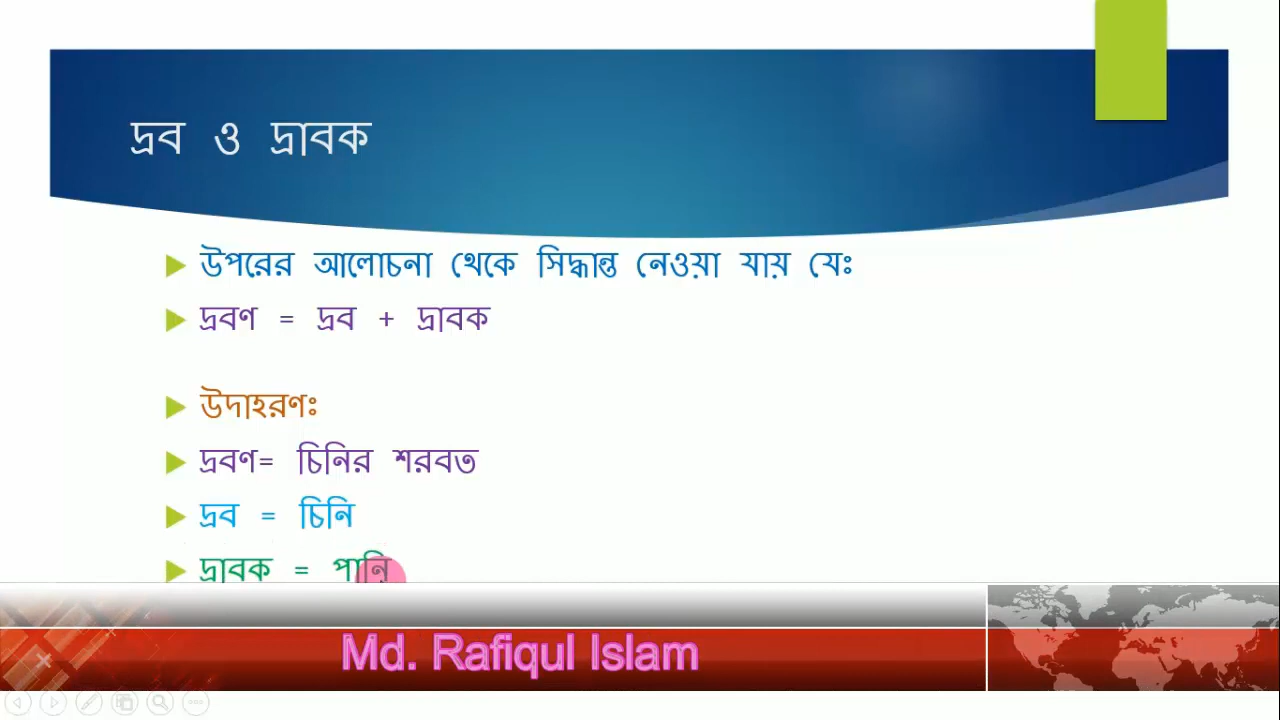 দ্রব ও দ্রাবক
উপরের আলোচনা থেকে সিদ্ধান্ত নেওয়া যায় যেঃ
দ্রবণ = দ্রব + দ্রাবক
উদাহরণঃ
দ্রবণ= চিনির শরবত
দ্রব = চিনি
দ্রাবক = পানি
Md. Rafiqul Islam